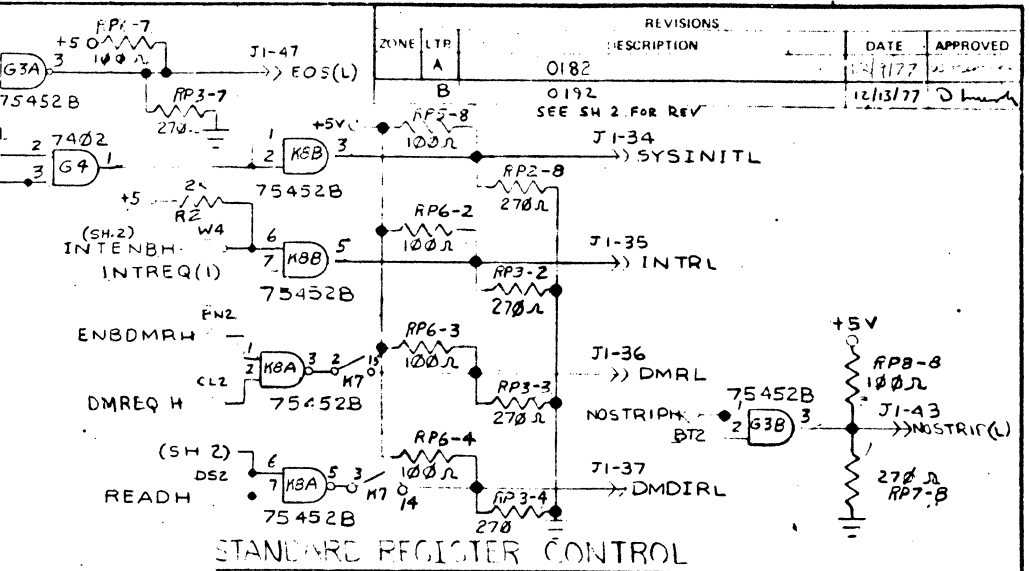 REVISIONS
ZONE LTR DESCRIPTION DATE APPROVED
A 0182
B 0192 12/13/77
SEE SH 2 FOR REV
RP4-7
+5
100Ω
G3A 3
75452B
J1-47
EOS(L)
RP3-7
270
2
3
7402
G4
1
+5V
1
2
K8B
3
75452B
RP5-8
100Ω
J1-34
SYSINITL
RP2-8
270Ω
+5
2K
R2
W4
(SH.2)
INTENBH
INTREQ(1)
6
7
K8B
5
75452B
RP6-2
100Ω
J1-35
INTRL
RP3-2
270Ω
ENBDMRH
FN2
1
2
K8A
3
2
15
K7
CL2
DMREQ H
75452B
RP6-3
100Ω
J1-36
DMRL
RP3-3
270Ω
NOSTRIPH
BT2
75452B
1
2
G3B
3
+5V
RP8-8
100Ω
J1-43
NOSTRIP(L)
270Ω
RP7-8
(SH 2)
DS2
READH
6
7
K8A
5
3
K7
14
75452B
RP6-4
100Ω
J1-37
DMDIRL
RP3-4
270
STANDARD REGISTER CONTROL